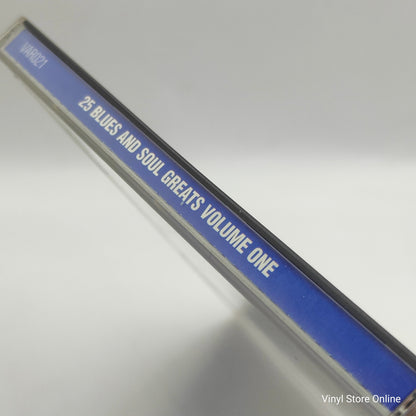 VAR021
25 BLUES AND SOUL GREATS VOLUME ONE
Vinyl Store Online